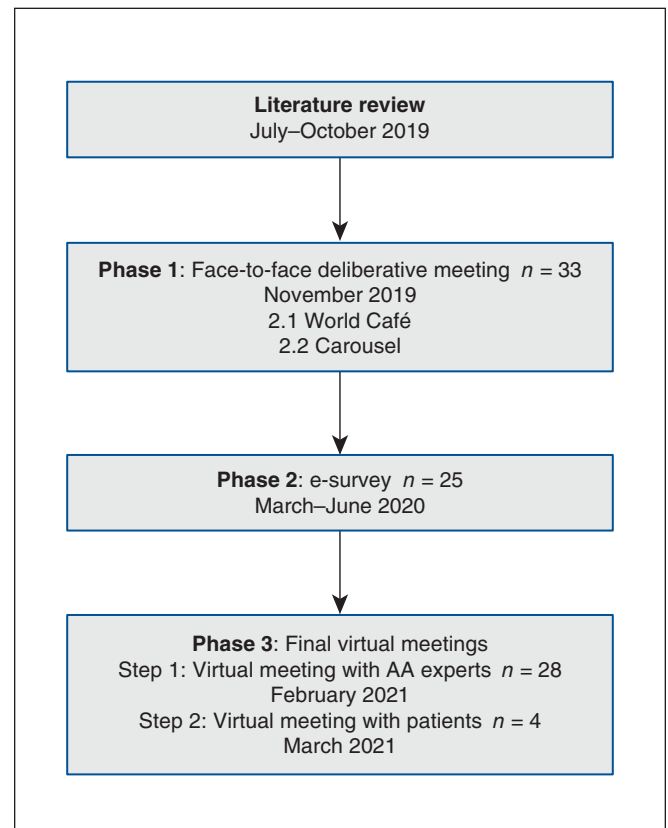 Literature review
July–October 2019
Phase 1: Face-to-face deliberative meeting n = 33
November 2019
2.1 World Café
2.2 Carousel
Phase 2: e-survey n = 25
March–June 2020
Phase 3: Final virtual meetings
Step 1: Virtual meeting with AA experts n = 28
February 2021
Step 2: Virtual meeting with patients n = 4
March 2021